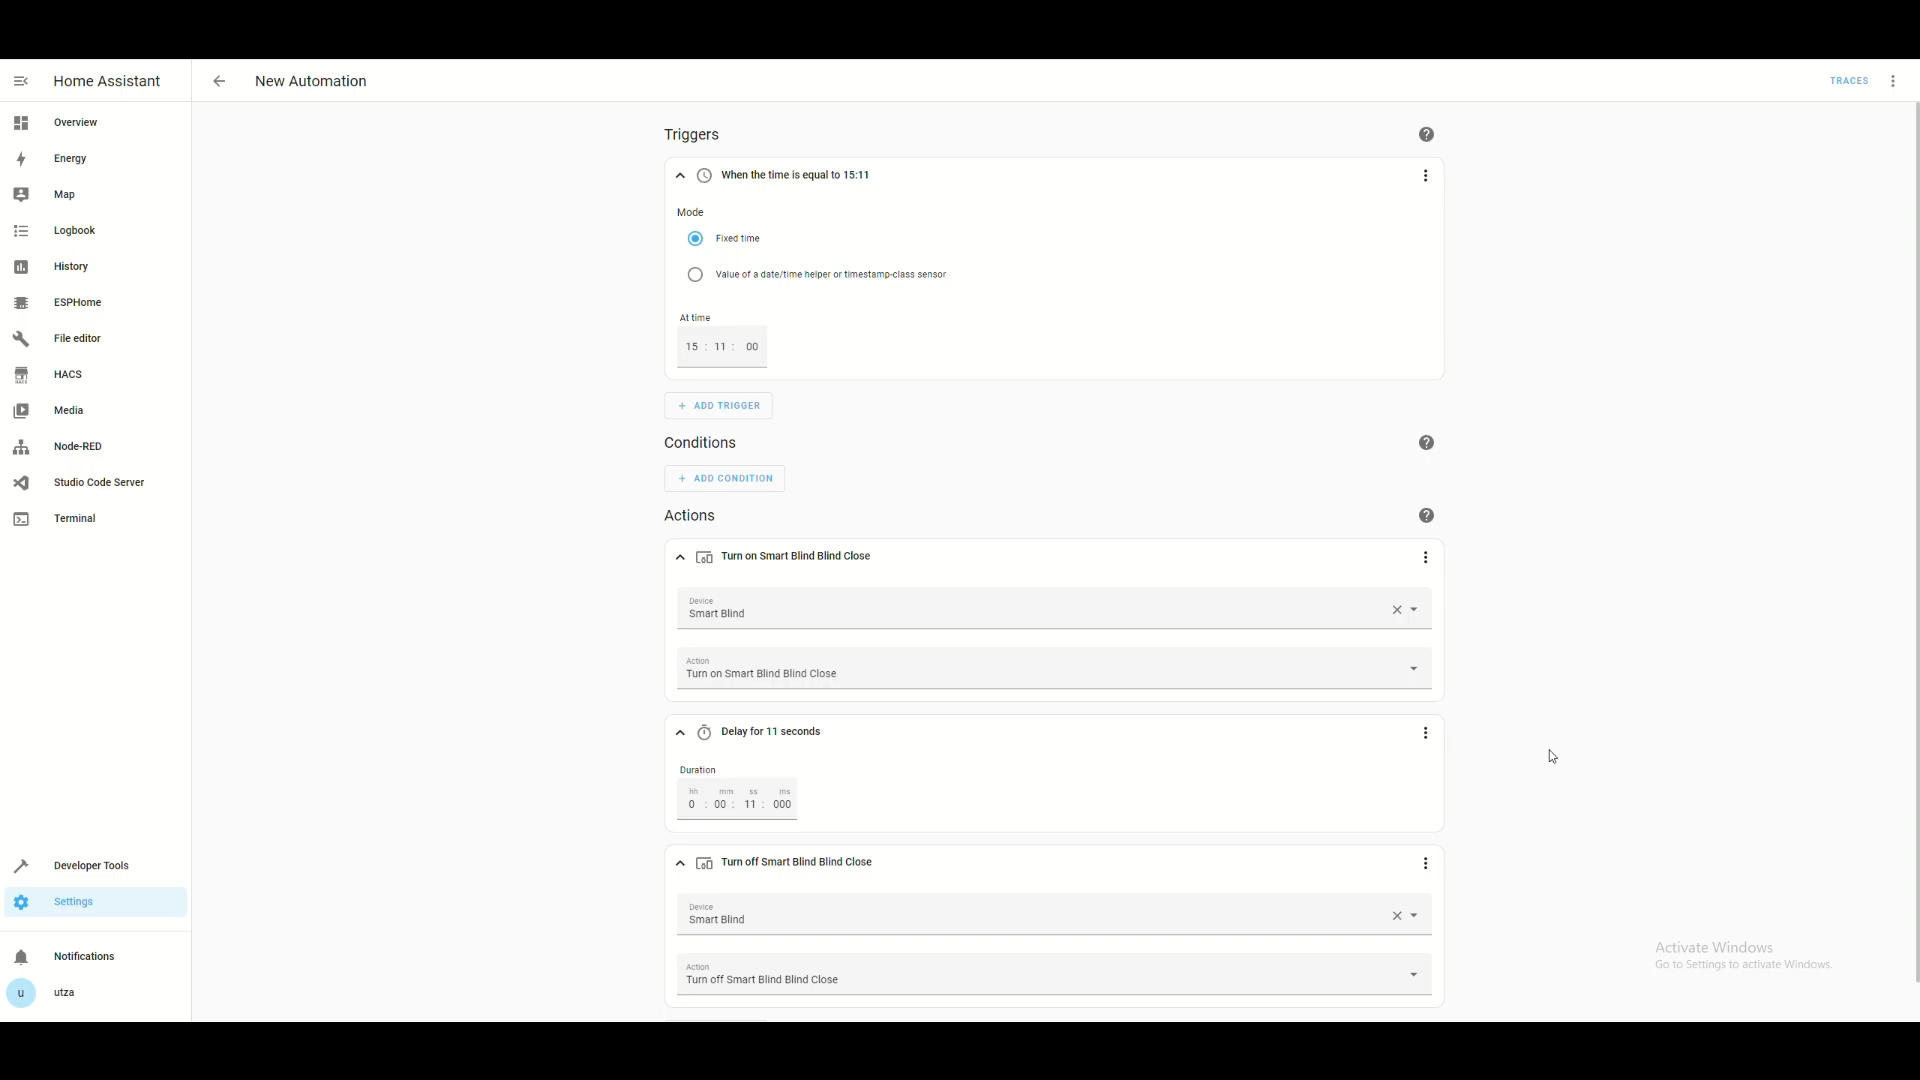 Home Assistant
New Automation
TRACES
Overview
Energy
Map
Logbook
History
ESPHome
File editor
HACS
Media
Node-RED
Studio Code Server
Terminal
Developer Tools
Settings
Notifications
u utza
Triggers
When the time is equal to 15:11
Mode
Fixed time
Value of a date/time helper or timestamp-class sensor
At time
15 : 11 : 00
+ ADD TRIGGER
Conditions
+ ADD CONDITION
Actions
Turn on Smart Blind Blind Close
Device
Smart Blind
Action
Turn on Smart Blind Blind Close
Delay for 11 seconds
Duration
hh mm ss ms
0 : 00 : 11 : 000
Turn off Smart Blind Blind Close
Device
Smart Blind
Action
Turn off Smart Blind Blind Close
Activate Windows
Go to Settings to activate Windows.